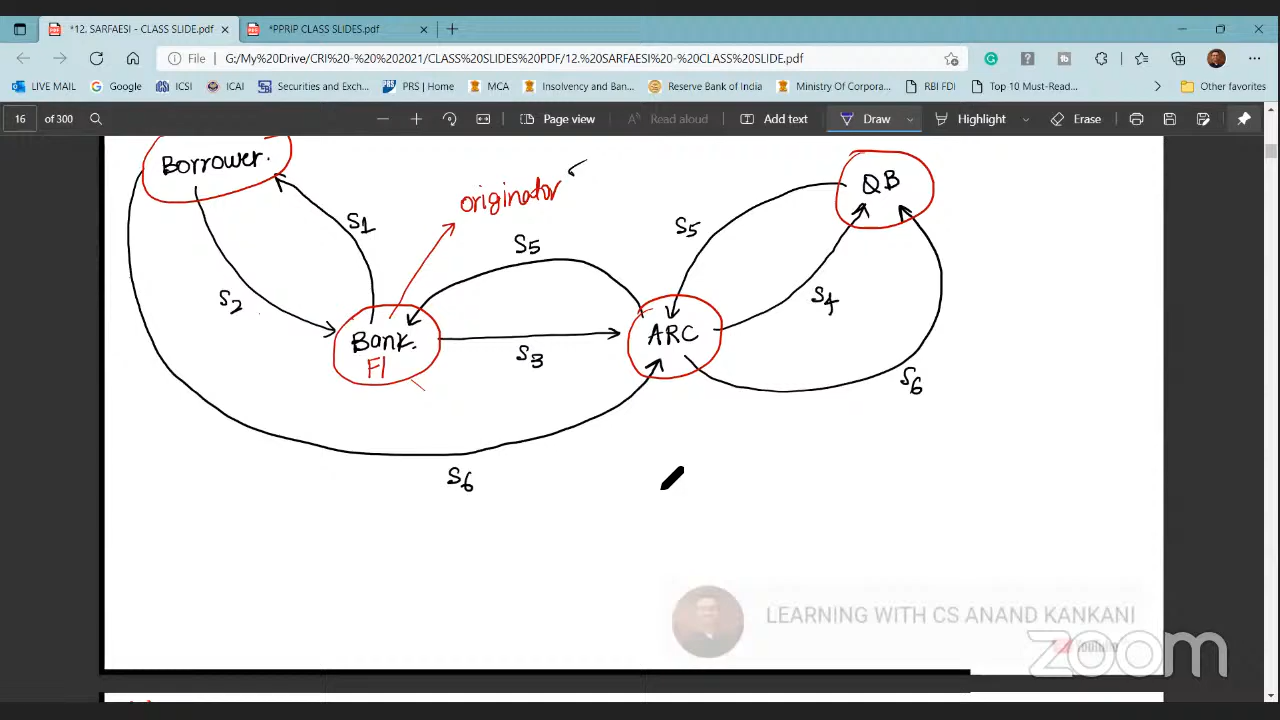 *12. SARFAESI - CLASS SLIDE.pdf
*PPRIP CLASS SLIDES.pdf
File
G:/My%20Drive/CRI%20-%20%202021/CLASS%20SLIDES%20PDF/12.%20SARFAESI%20-%20CLASS%20SLIDE.pdf
LIVE MAIL
Google
ICSI
ICAI
Securities and Exch...
PRS | Home
MCA
Insolvency and Ban...
Reserve Bank of India
Ministry Of Corpora...
RBI FDI
Top 10 Must-Read...
Other favorites
16 of 300
Page view
Read aloud
Add text
Draw
Highlight
Erase
Borrower.
originator
QB
S1
S5
S5
S2
S4
Bank.
FI
S3
ARC
S6
S6
LEARNING WITH CS ANAND KANKANI
YouTube
zoom